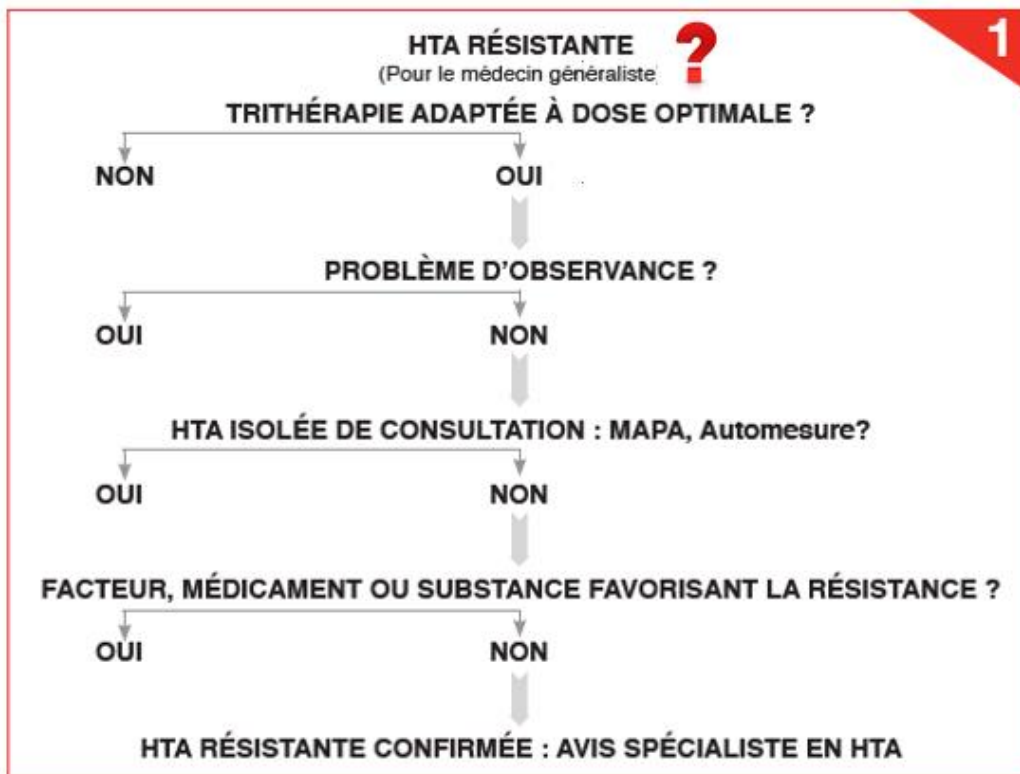 1
HTA RÉSISTANTE ?
(Pour le médecin généraliste)
TRITHÉRAPIE ADAPTÉE À DOSE OPTIMALE ?
NON OUI
PROBLÈME D'OBSERVANCE ?
OUI NON
HTA ISOLÉE DE CONSULTATION : MAPA, Automesure?
OUI NON
FACTEUR, MÉDICAMENT OU SUBSTANCE FAVORISANT LA RÉSISTANCE ?
OUI NON
HTA RÉSISTANTE CONFIRMÉE : AVIS SPÉCIALISTE EN HTA